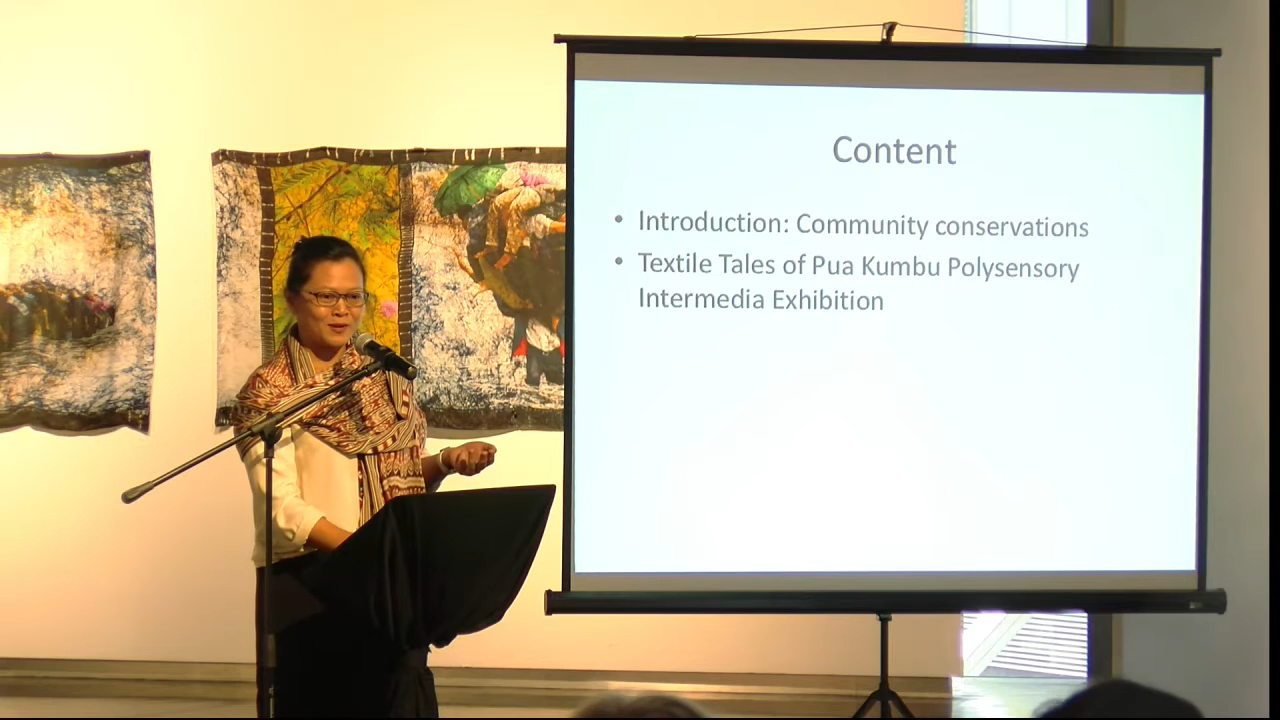 Content
• Introduction: Community conservations
• Textile Tales of Pua Kumbu Polysensory
Intermedia Exhibition